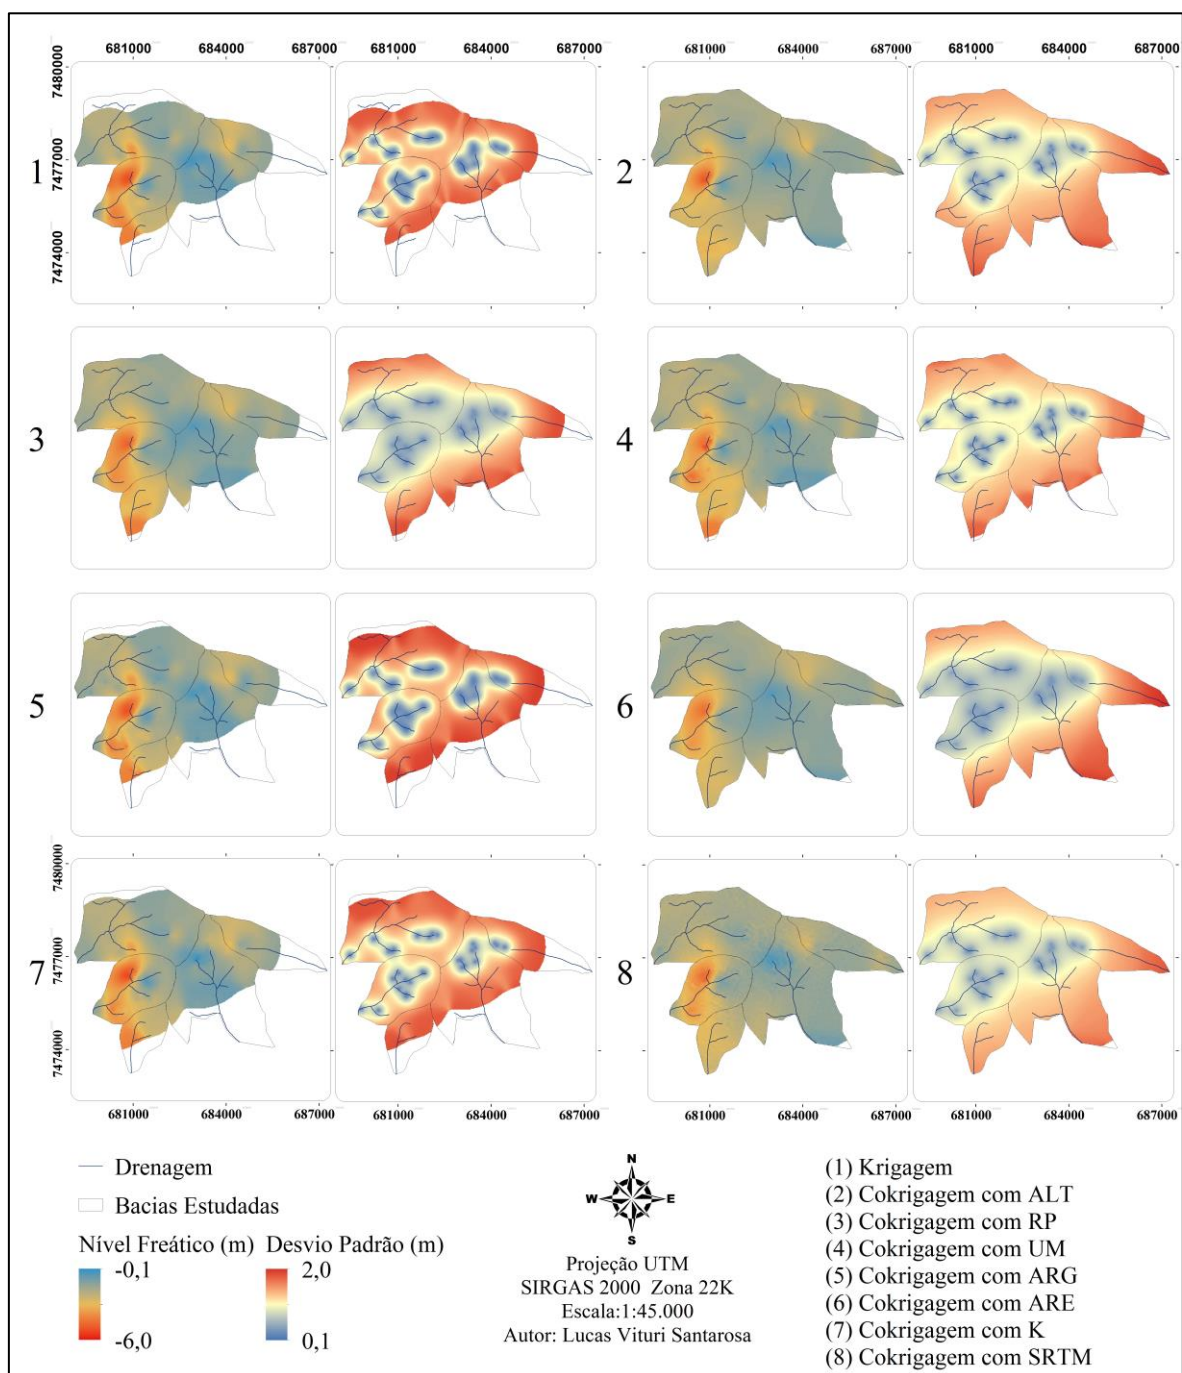 681000 684000 687000 681000 684000 687000 681000 684000 687000 681000 684000 687000
7480000
7477000
7474000
1
2
3
4
5
6
7480000
7477000
7474000
7
8
681000 684000 687000 681000 684000 687000 681000 684000 687000 681000 684000 687000
Drenagem
Bacias Estudadas
Nível Freático (m)
-0,1
-6,0
Desvio Padrão (m)
2,0
0,1
N
W E
S
Projeção UTM
SIRGAS 2000 Zona 22K
Escala:1:45.000
Autor: Lucas Vituri Santarosa
(1) Krigagem
(2) Cokrigagem com ALT
(3) Cokrigagem com RP
(4) Cokrigagem com UM
(5) Cokrigagem com ARG
(6) Cokrigagem com ARE
(7) Cokrigagem com K
(8) Cokrigagem com SRTM